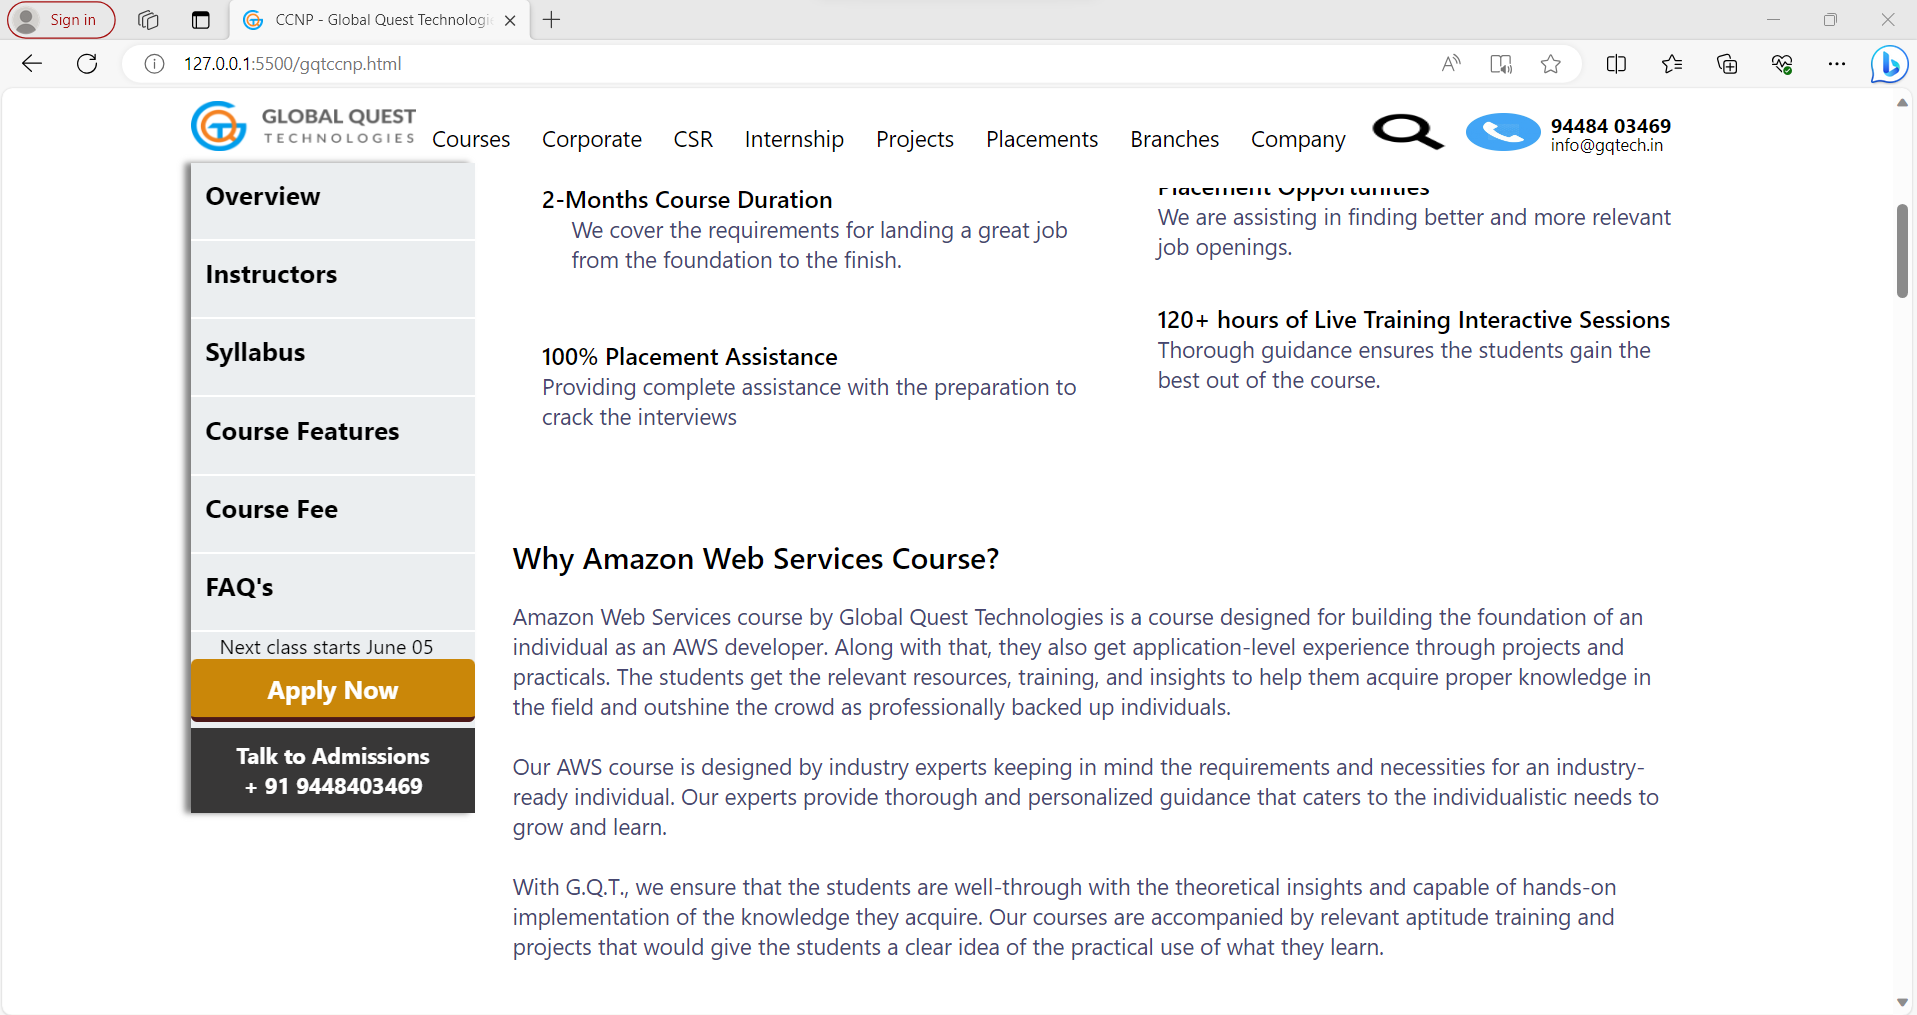 Sign in
CCNP - Global Quest Technologi
127.0.0.1:5500/gqtccnp.html
GLOBAL QUEST
TECHNOLOGIES
Courses Corporate CSR Internship Projects Placements Branches Company
94484 03469
info@gqtech.in
Overview
Instructors
Syllabus
Course Features
Course Fee
FAQ's
Next class starts June 05
Apply Now
Talk to Admissions
+ 91 9448403469
2-Months Course Duration
We cover the requirements for landing a great job
from the foundation to the finish.
Placement Opportunities
We are assisting in finding better and more relevant
job openings.
100% Placement Assistance
Providing complete assistance with the preparation to
crack the interviews
120+ hours of Live Training Interactive Sessions
Thorough guidance ensures the students gain the
best out of the course.
Why Amazon Web Services Course?
Amazon Web Services course by Global Quest Technologies is a course designed for building the foundation of an
individual as an AWS developer. Along with that, they also get application-level experience through projects and
practicals. The students get the relevant resources, training, and insights to help them acquire proper knowledge in
the field and outshine the crowd as professionally backed up individuals.
Our AWS course is designed by industry experts keeping in mind the requirements and necessities for an industry-
ready individual. Our experts provide thorough and personalized guidance that caters to the individualistic needs to
grow and learn.
With G.Q.T., we ensure that the students are well-through with the theoretical insights and capable of hands-on
implementation of the knowledge they acquire. Our courses are accompanied by relevant aptitude training and
projects that would give the students a clear idea of the practical use of what they learn.